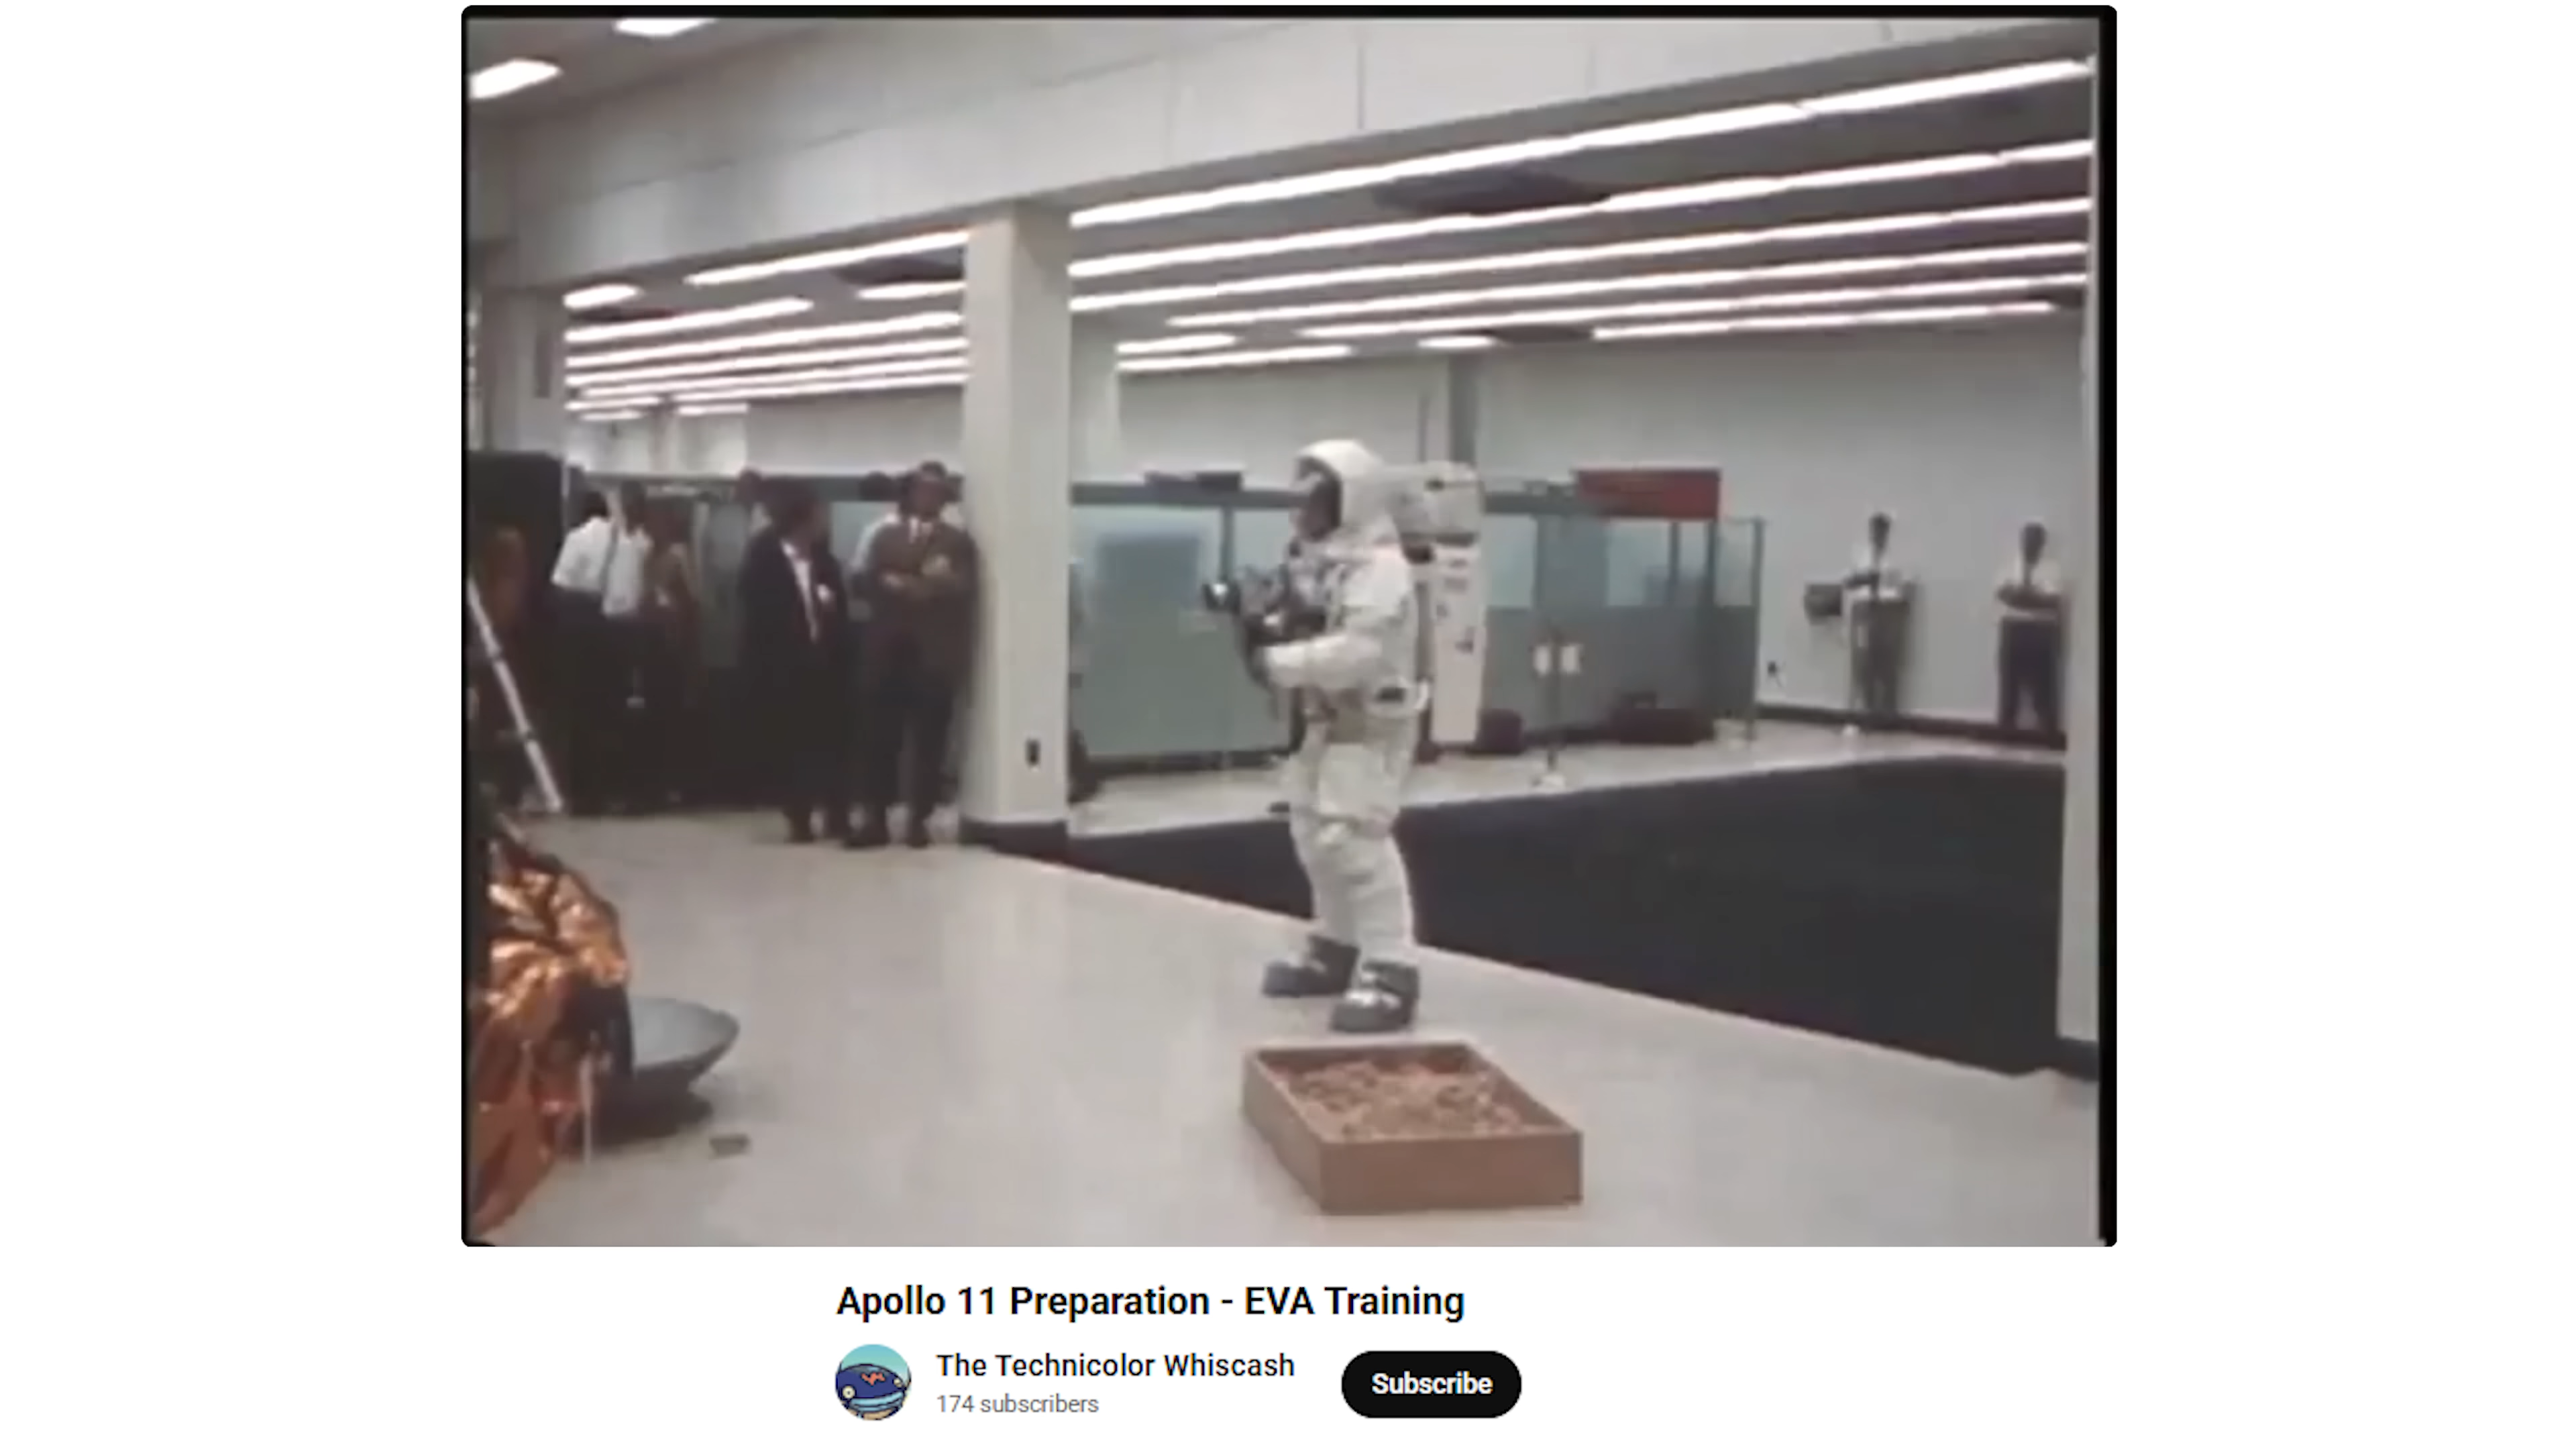 Apollo 11 Preparation - EVA Training
The Technicolor Whiscash
174 subscribers
Subscribe